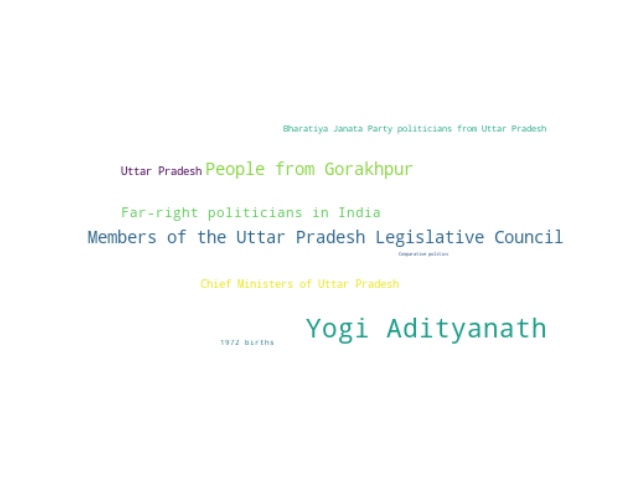 Bharatiya Janata Party politicians from Uttar Pradesh
Uttar Pradesh People from Gorakhpur
Far-right politicians in India
Members of the Uttar Pradesh Legislative Council
Comparative politics
Chief Ministers of Uttar Pradesh
Yogi Adityanath
1972 births